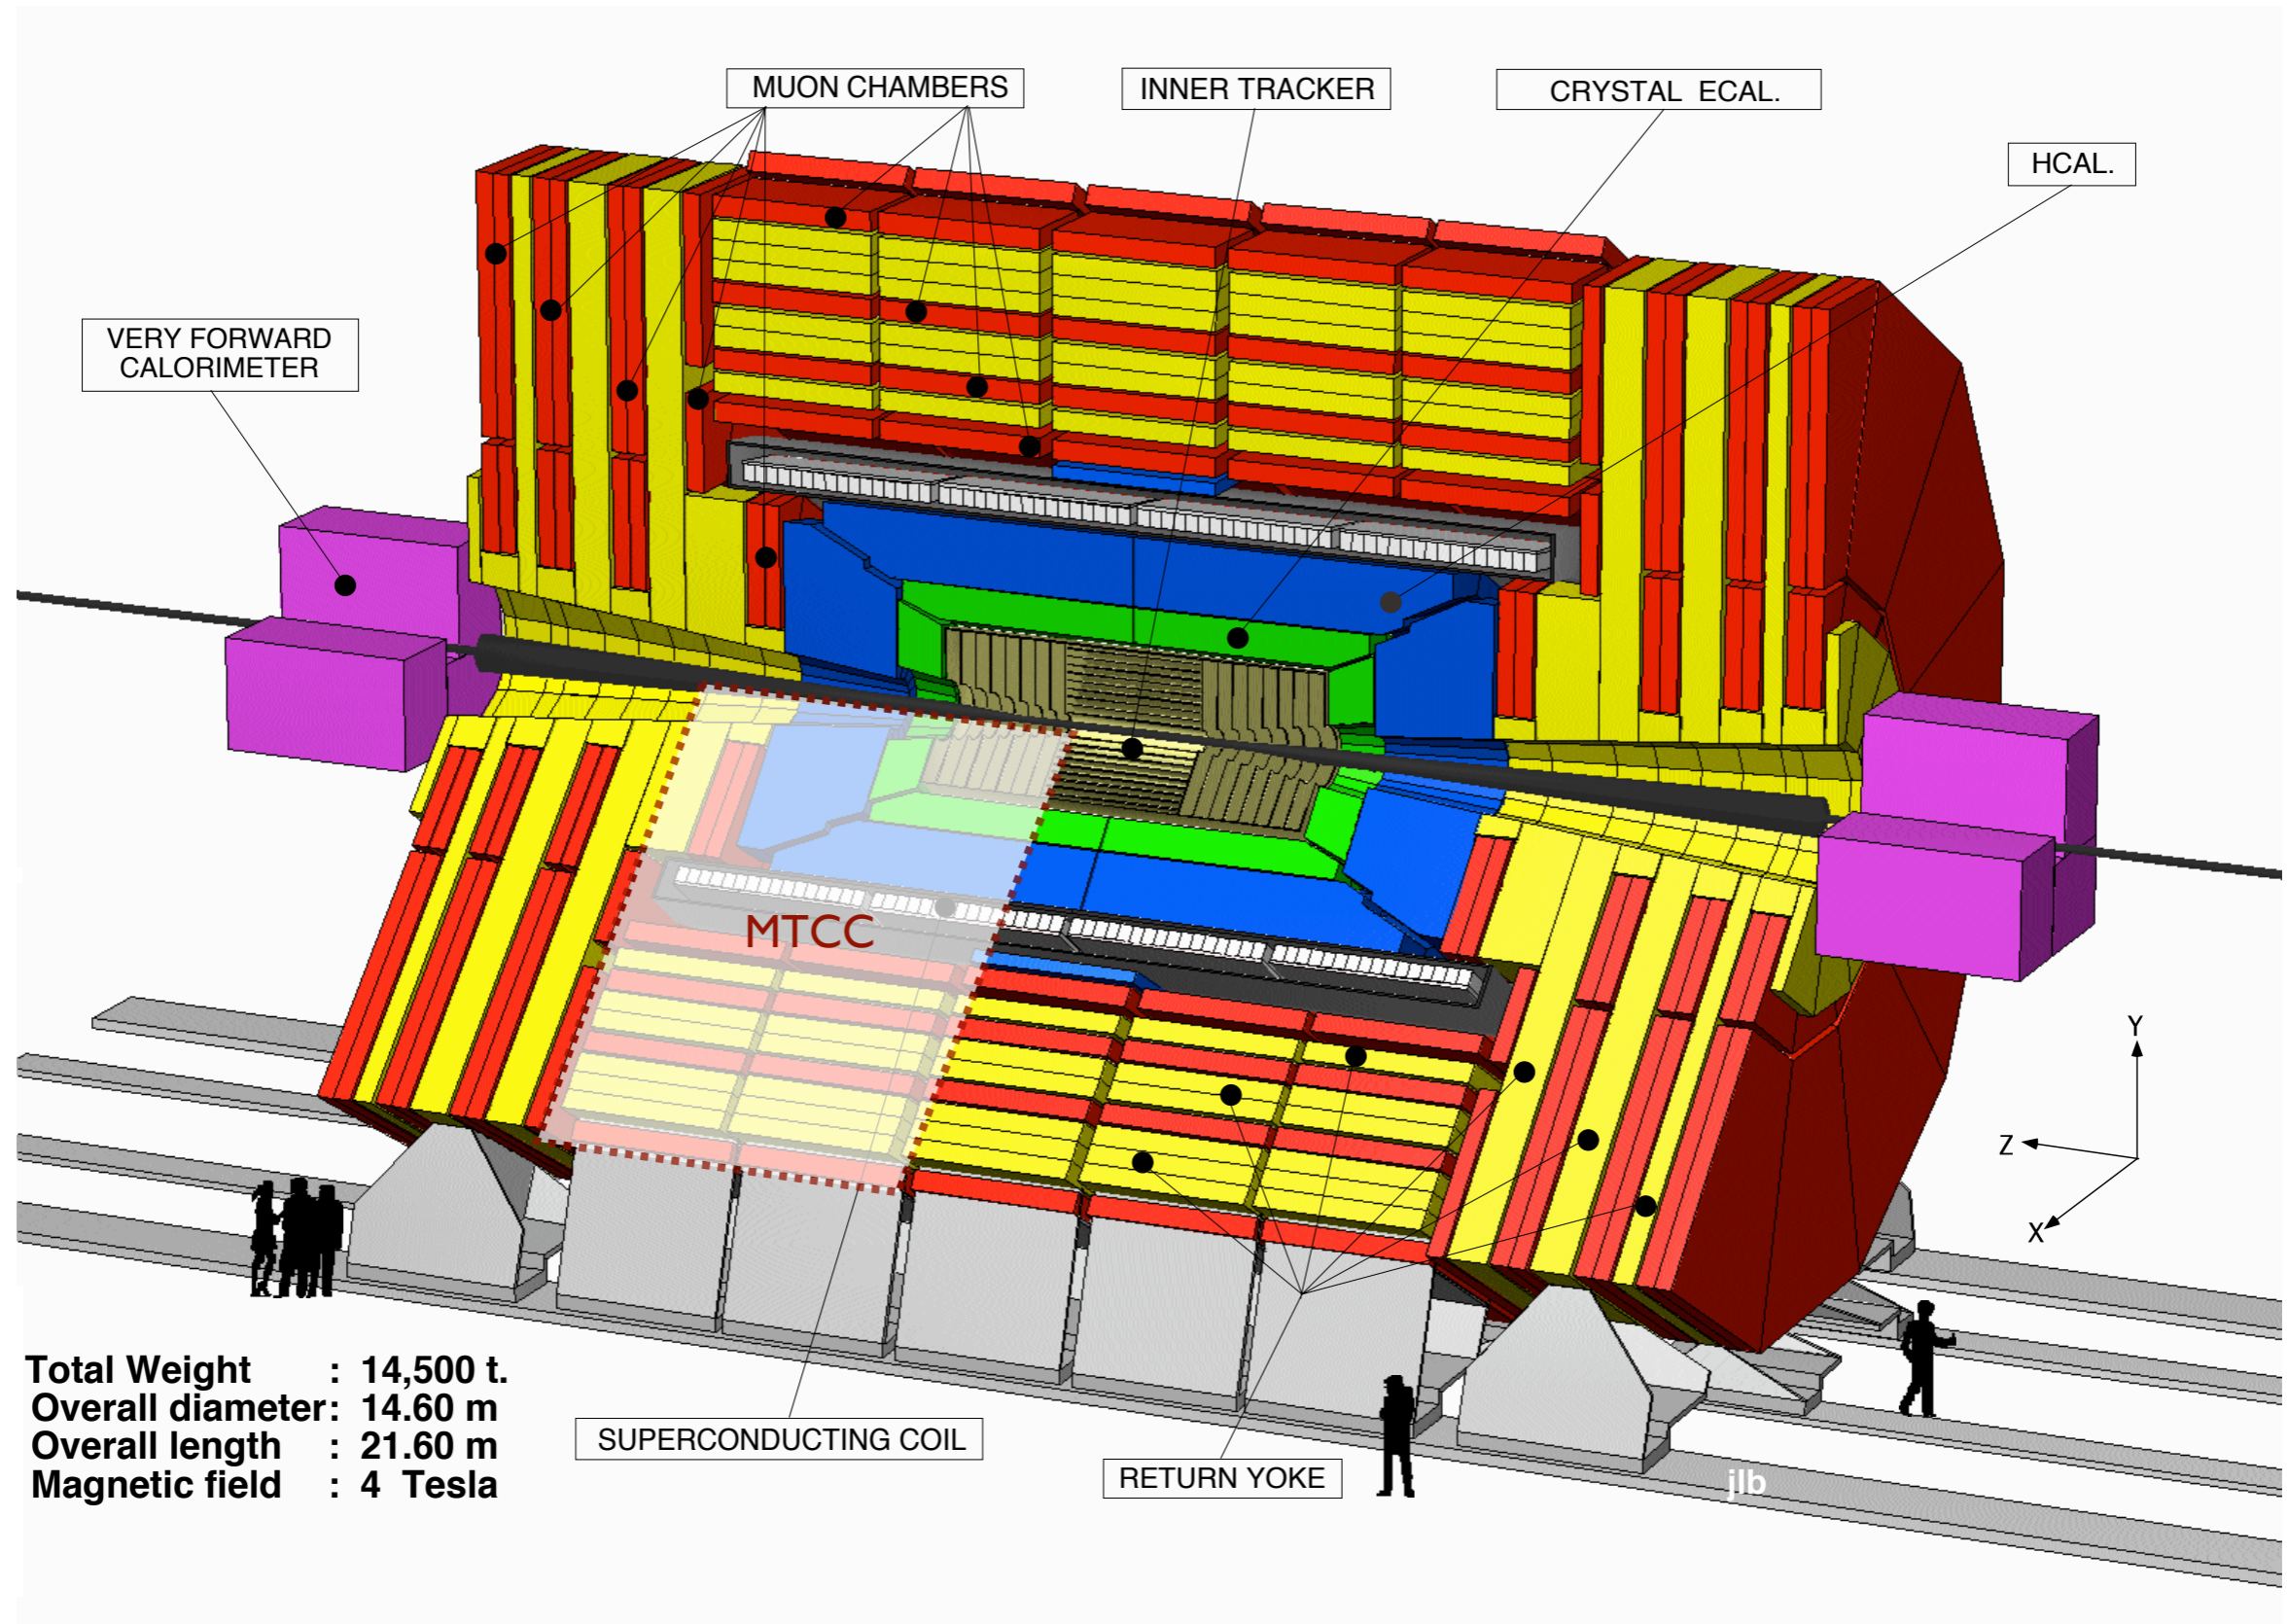 MUON CHAMBERS
INNER TRACKER
CRYSTAL ECAL.
HCAL.
VERY FORWARD
CALORIMETER
MTCC
Y
Z
X
Total Weight : 14,500 t.
Overall diameter: 14.60 m
Overall length : 21.60 m
Magnetic field : 4 Tesla
SUPERCONDUCTING COIL
RETURN YOKE
jlb